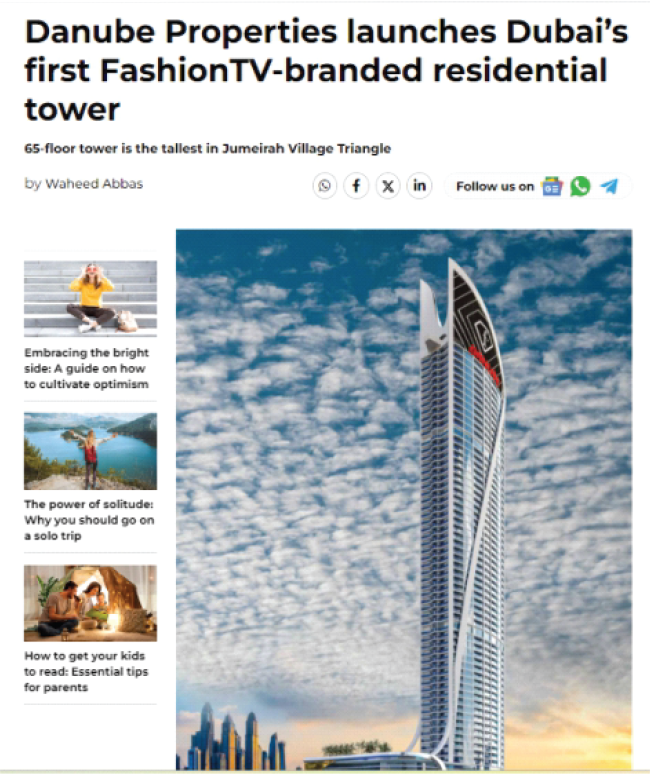 Danube Properties launches Dubai’s
first FashionTV-branded residential
tower
65-floor tower is the tallest in Jumeirah Village Triangle
by Waheed Abbas
Follow us on
Embracing the bright
side: A guide on how
to cultivate optimism
The power of solitude:
Why you should go on
a solo trip
How to get your kids
to read: Essential tips
for parents